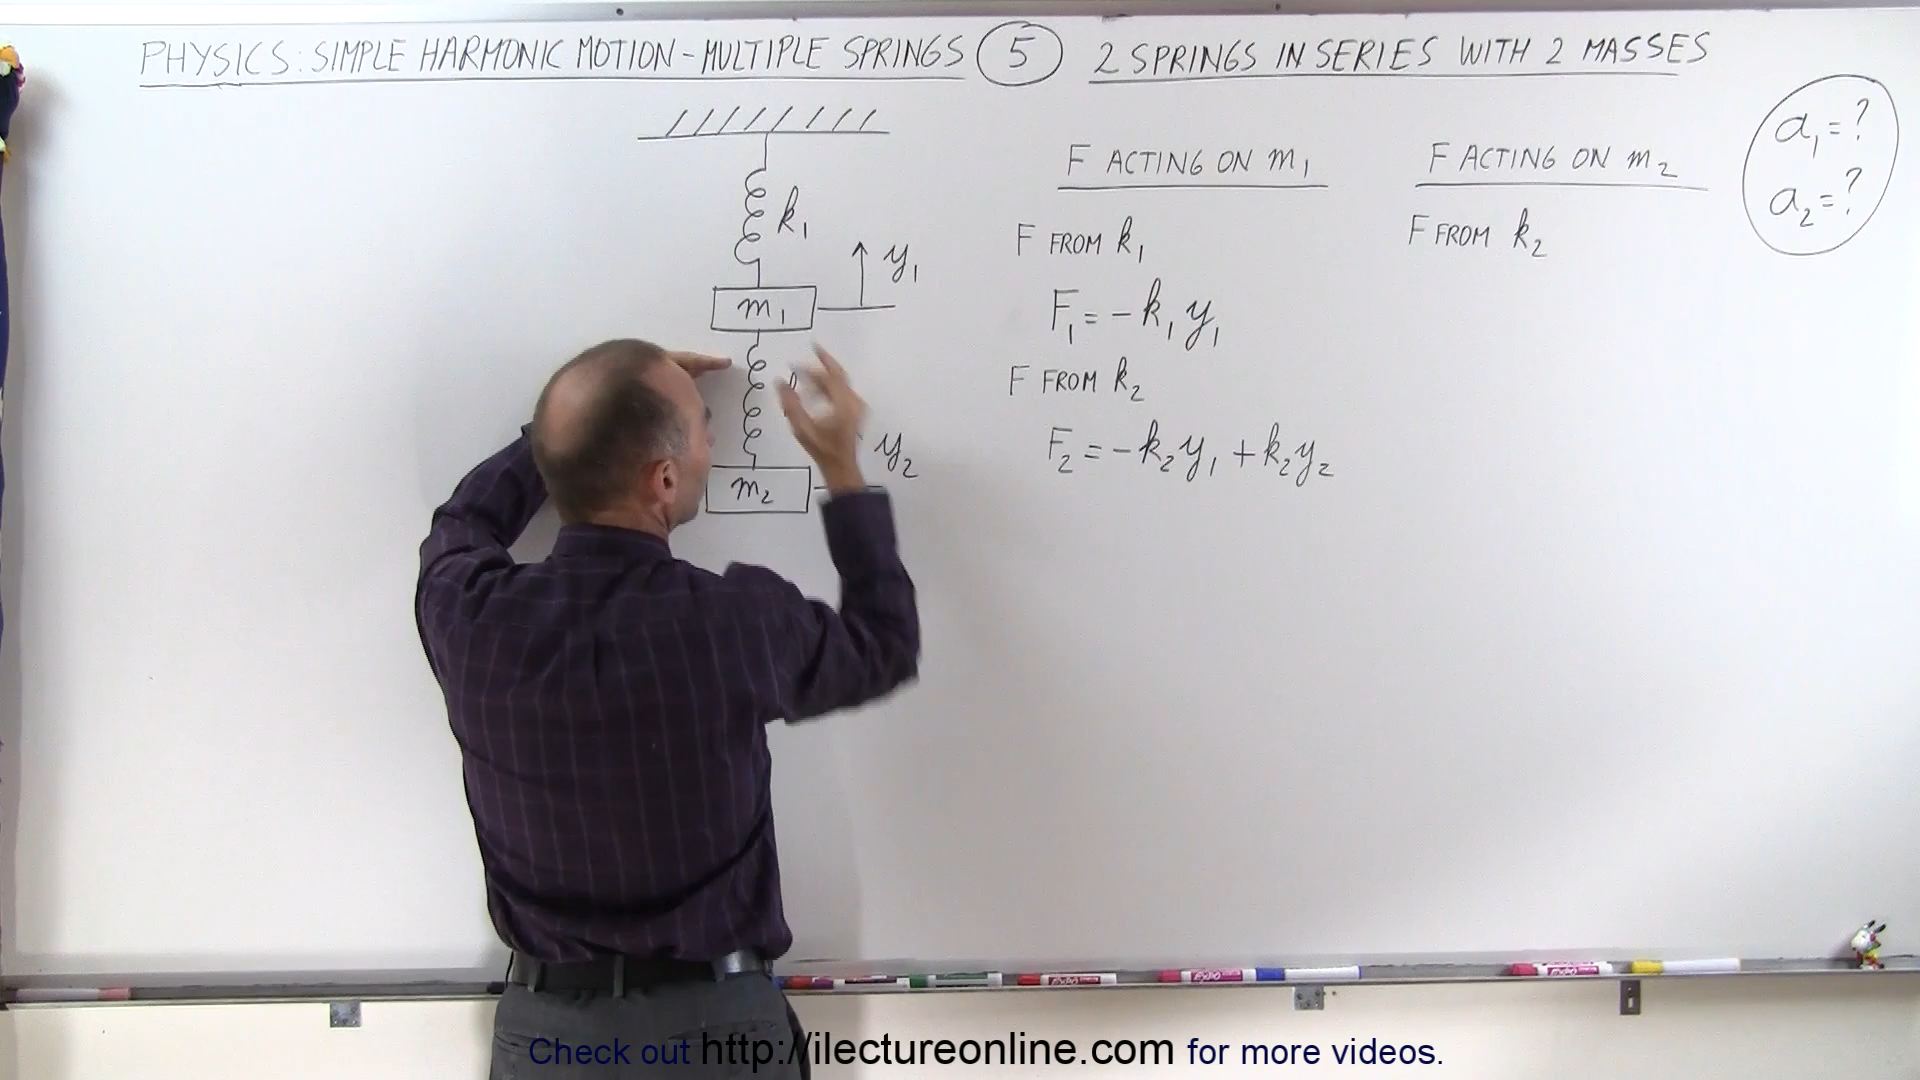 PHYSICS: SIMPLE HARMONIC MOTION - MULTIPLE SPRINGS 5 2 SPRINGS IN SERIES WITH 2 MASSES
a₁ = ?
a₂ = ?
k₁
y₁
m₁
y₂
m₂
F ACTING ON m₁
F FROM k₁
F₁ = -k₁ y₁
F FROM k₂
F₂ = -k₂ y₁ + k₂ y₂
F ACTING ON m₂
F FROM k₂
Check out http://ilectureonline.com for more videos.